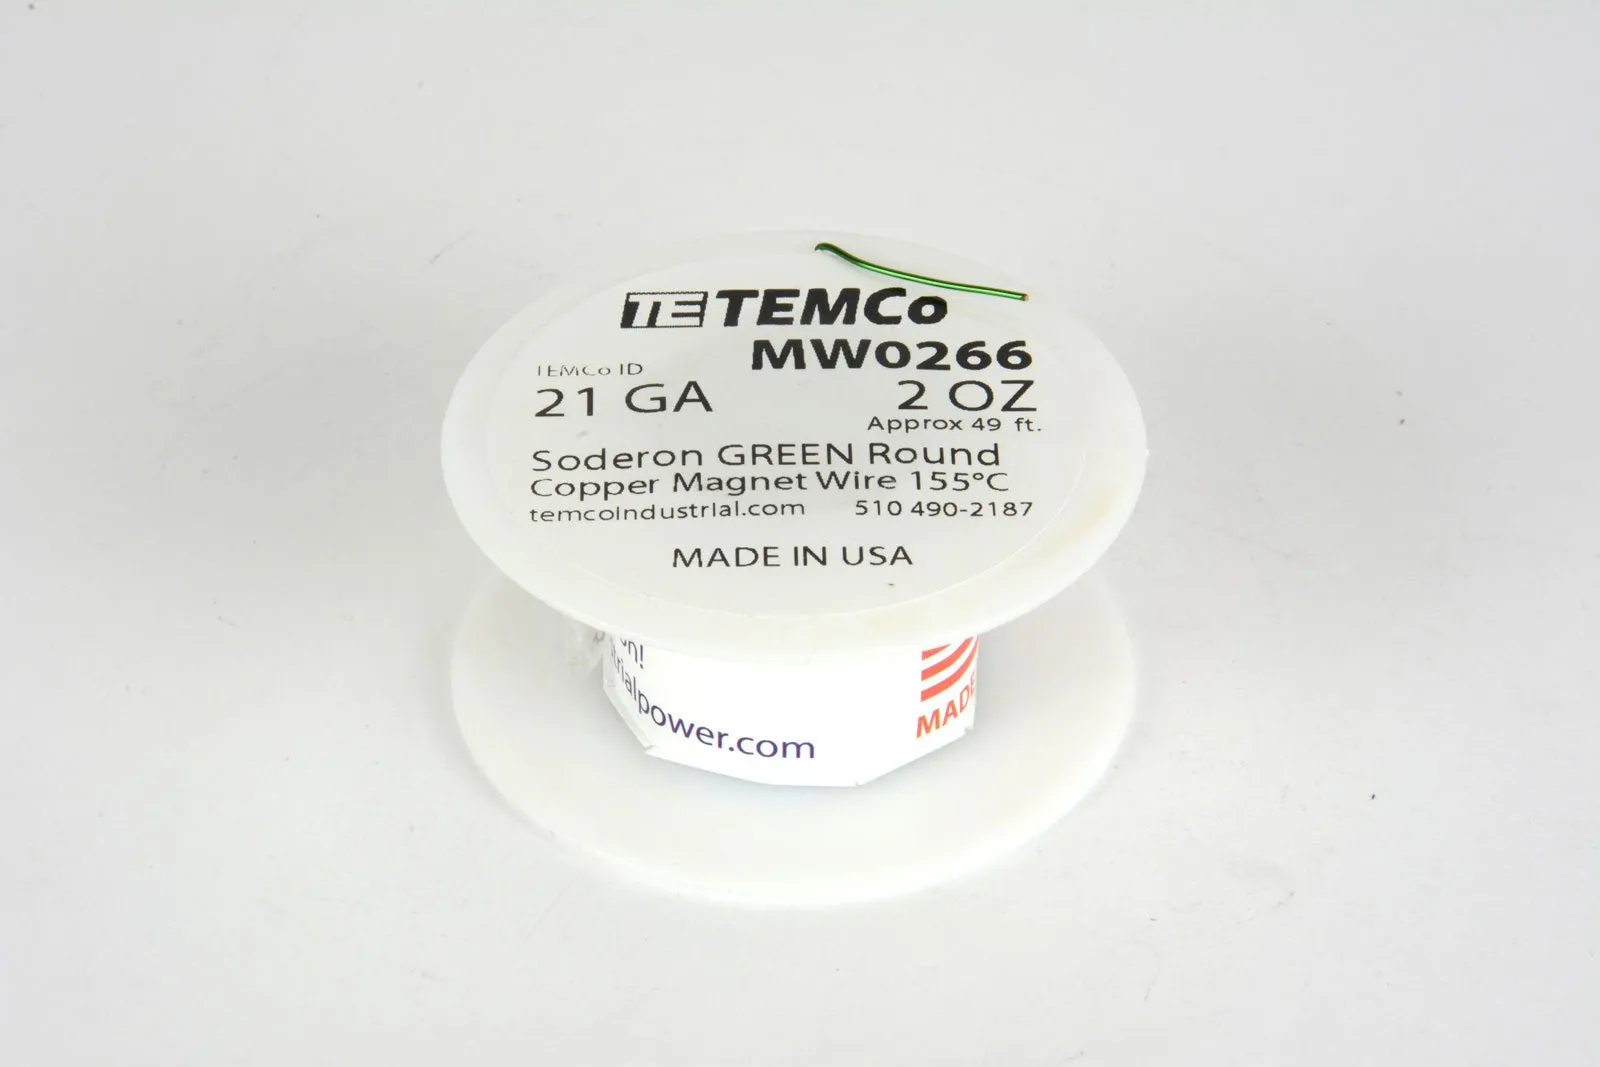 TE TEMCo
TEMCo ID MW0266
21 GA 2 OZ
Approx 49 ft.
Soderon GREEN Round
Copper Magnet Wire 155°C
temcoindustrial.com 510 490-2187
MADE IN USA
power.com
MADE